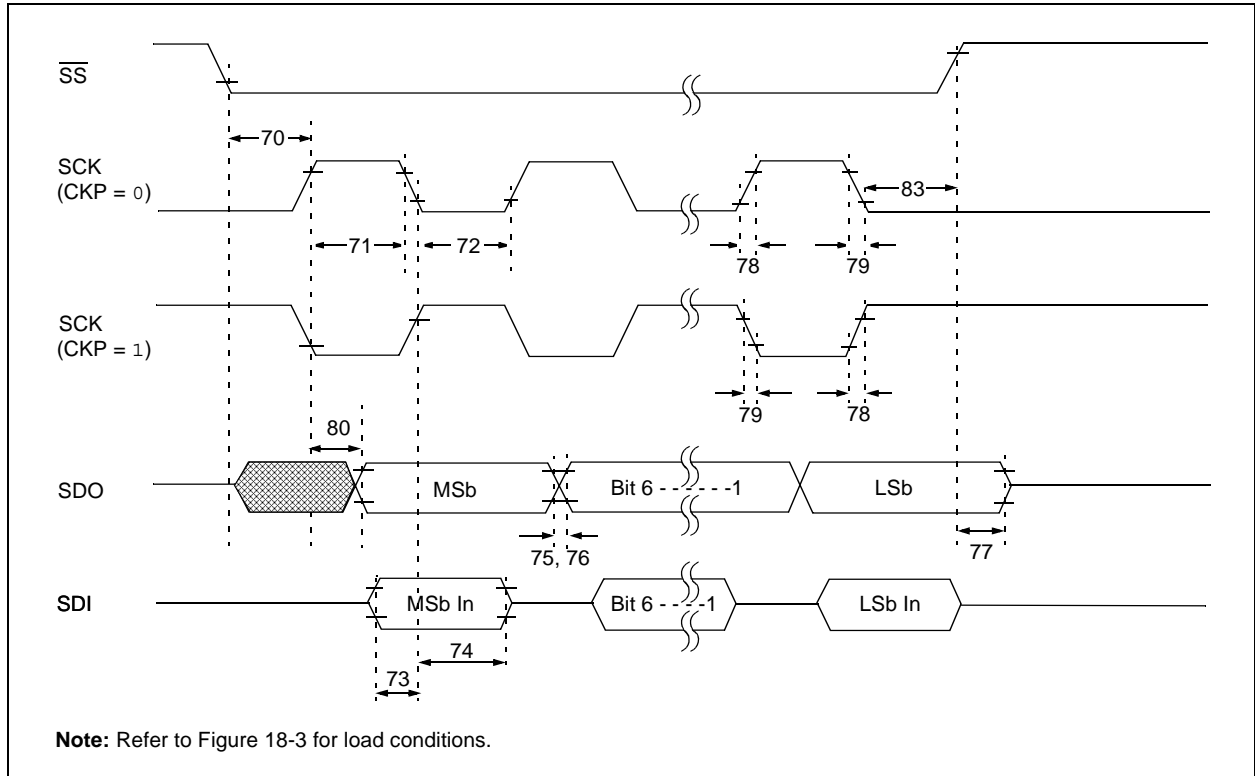 SS
70
SCK
(CKP = 0)
83
71
72
78
79
SCK
(CKP = 1)
79
78
80
SDO
MSb
Bit 6 - - - - - -1
LSb
75, 76
77
SDI
MSb In
Bit 6 - - - -1
LSb In
74
73
Note: Refer to Figure 18-3 for load conditions.